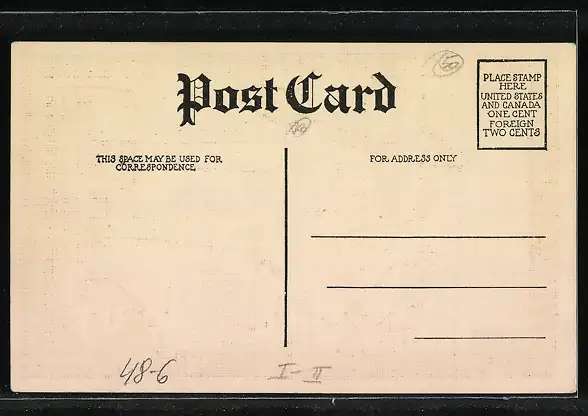 Post Card
PLACE STAMP
HERE
UNITED STATES
AND CANADA
ONE CENT
FOREIGN
TWO CENTS
THIS SPACE MAY BE USED FOR
CORRESPONDENCE
FOR ADDRESS ONLY
48-6
I-II